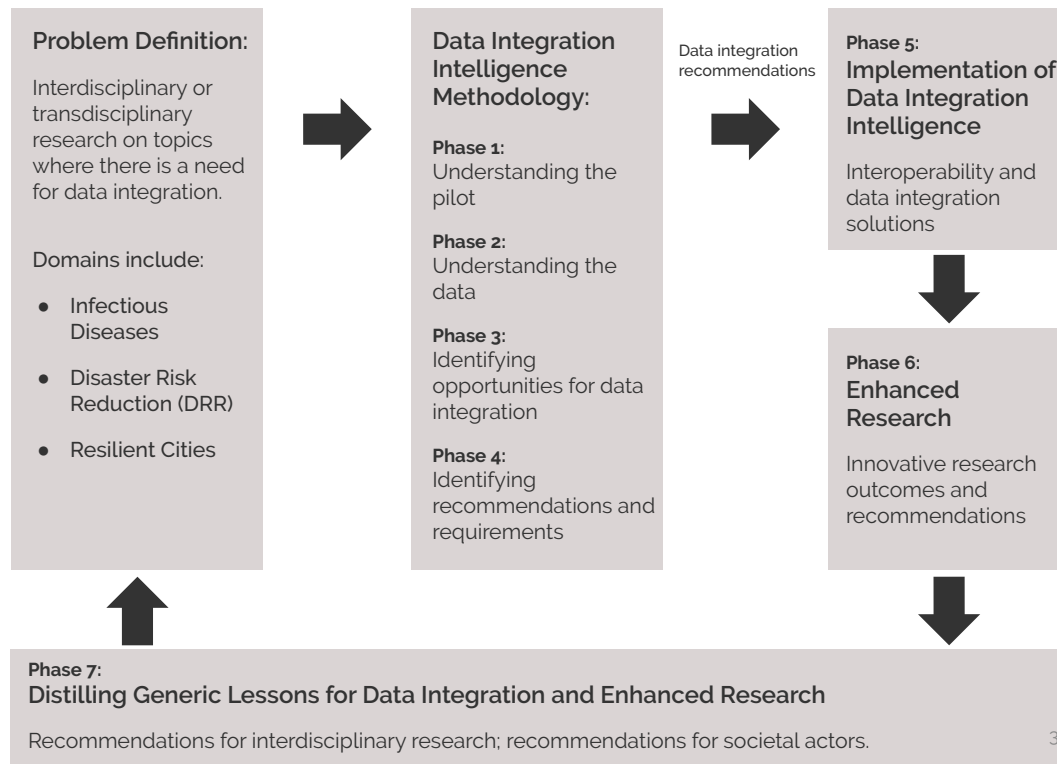 Problem Definition:
Interdisciplinary or
transdisciplinary
research on topics
where there is a need
for data integration.
Domains include:
● Infectious
Diseases
● Disaster Risk
Reduction (DRR)
● Resilient Cities
Data Integration
Intelligence
Methodology:
Phase 1:
Understanding the
pilot
Phase 2:
Understanding the
data
Phase 3:
Identifying
opportunities for data
integration
Phase 4:
Identifying
recommendations and
requirements
Data integration
recommendations
Phase 5:
Implementation of
Data Integration
Intelligence
Interoperability and
data integration
solutions
Phase 6:
Enhanced
Research
Innovative research
outcomes and
recommendations
Phase 7:
Distilling Generic Lessons for Data Integration and Enhanced Research
Recommendations for interdisciplinary research; recommendations for societal actors.
3